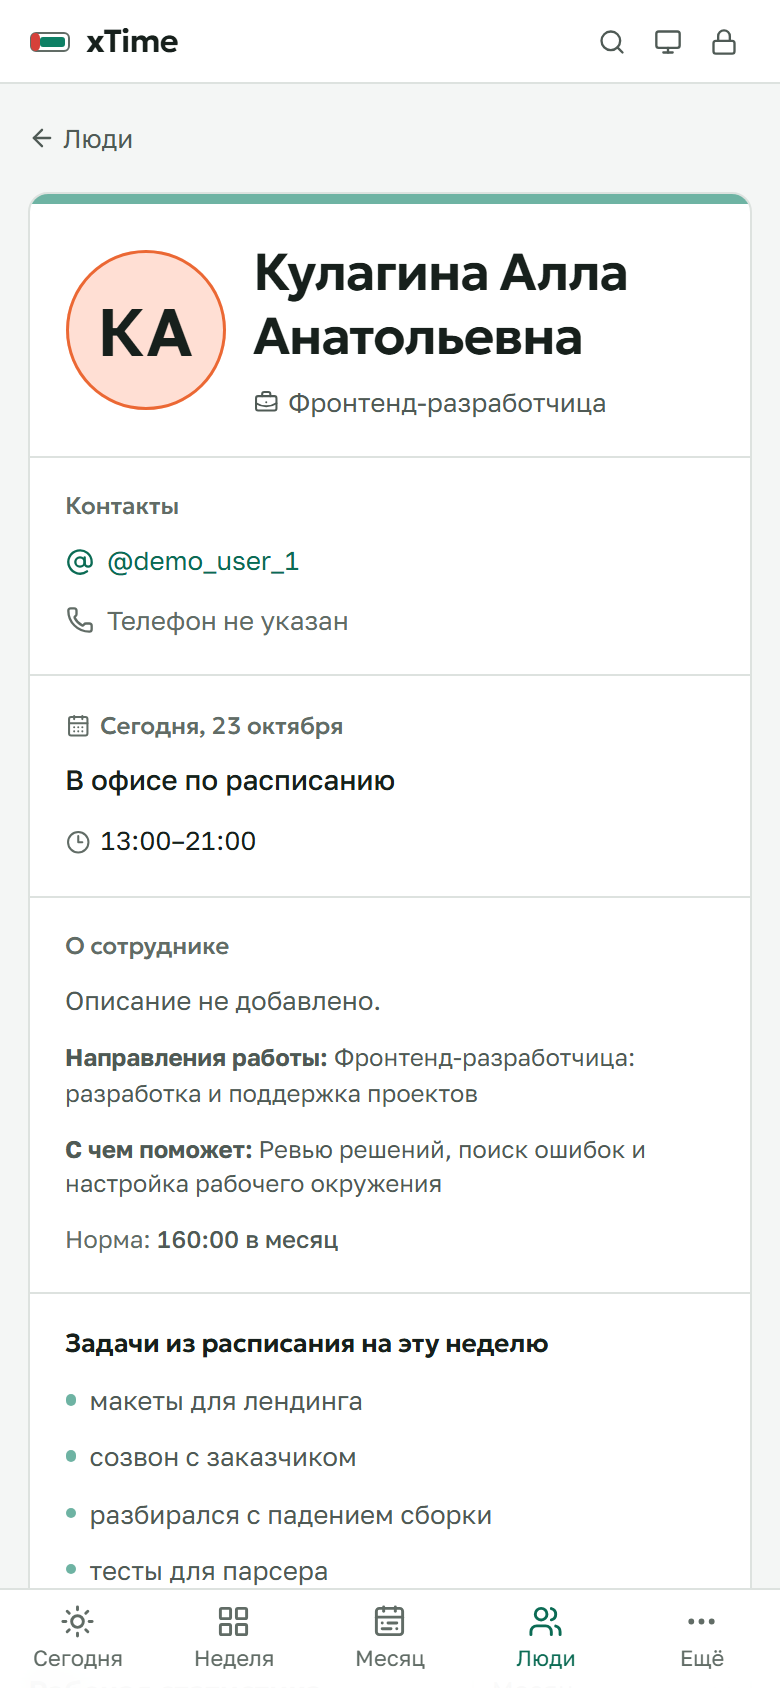 xTime
Люди
КА
Кулагина Алла
Анатольевна
Фронтенд-разработчица
Контакты
@demo_user_1
Телефон не указан
Сегодня, 23 октября
В офисе по расписанию
13:00–21:00
О сотруднике
Описание не добавлено.
Направления работы: Фронтенд-разработчица:
разработка и поддержка проектов
С чем поможет: Ревью решений, поиск ошибок и
настройка рабочего окружения
Норма: 160:00 в месяц
Задачи из расписания на эту неделю
макеты для лендинга
созвон с заказчиком
разбирался с падением сборки
тесты для парсера
Сегодня
Неделя
Месяц
Люди
Ещё